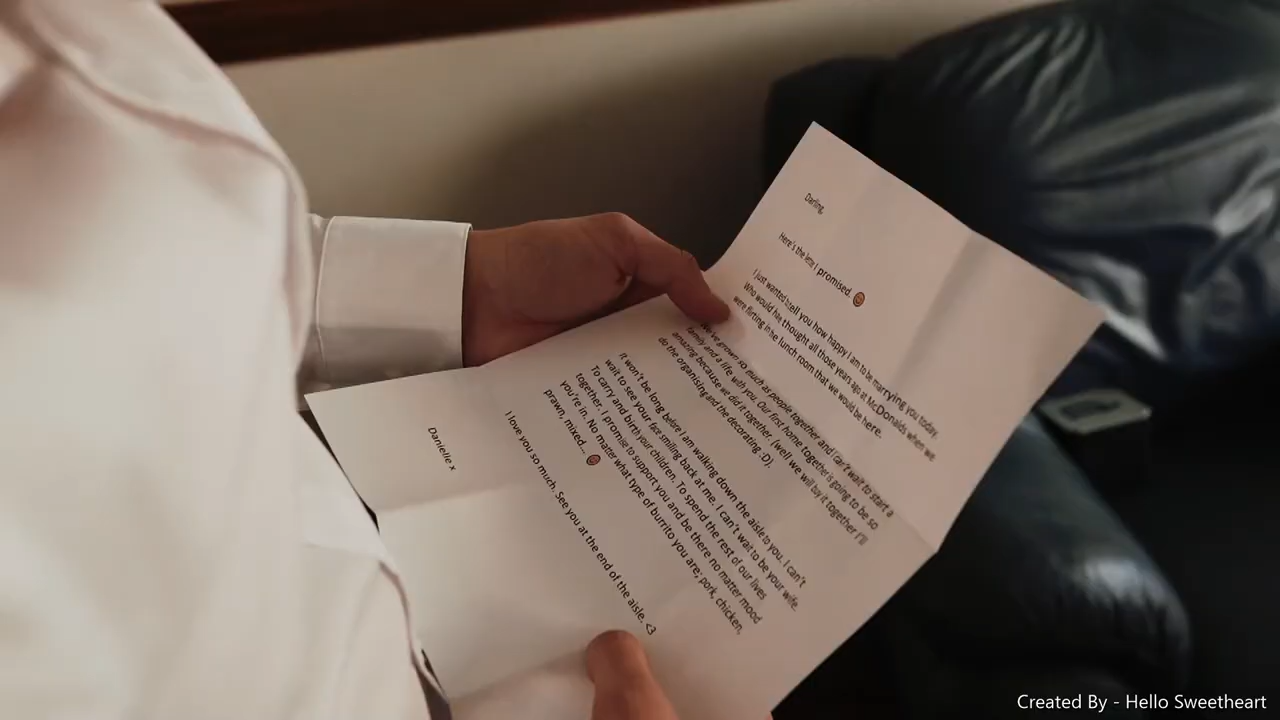 Darling,
Here's the letter I promised. 😊
I just wanted to tell you how happy I am to be marrying you today.
Who would have thought all those years ago at McDonalds when we
were flirting in the lunch room that we would be here.
We've grown so much as people together and I can't wait to start a
family and a life with you. Our first home together is going to be so
amazing because we did it together. (well we will buy it together I'll
do the organising and the decorating :D).
It won't be long before I am walking down the aisle to you. I can't
wait to see your face smiling back at me. I can't wait to be your wife.
To carry and birth your children. To spend the rest of our lives
together. I promise to support you and be there no matter mood
you're in. No matter what type of burrito you are; pork, chicken,
prawn, mixed... 😊
I love you so much. See you at the end of the aisle. <3
Danielle x
Created By - Hello Sweetheart